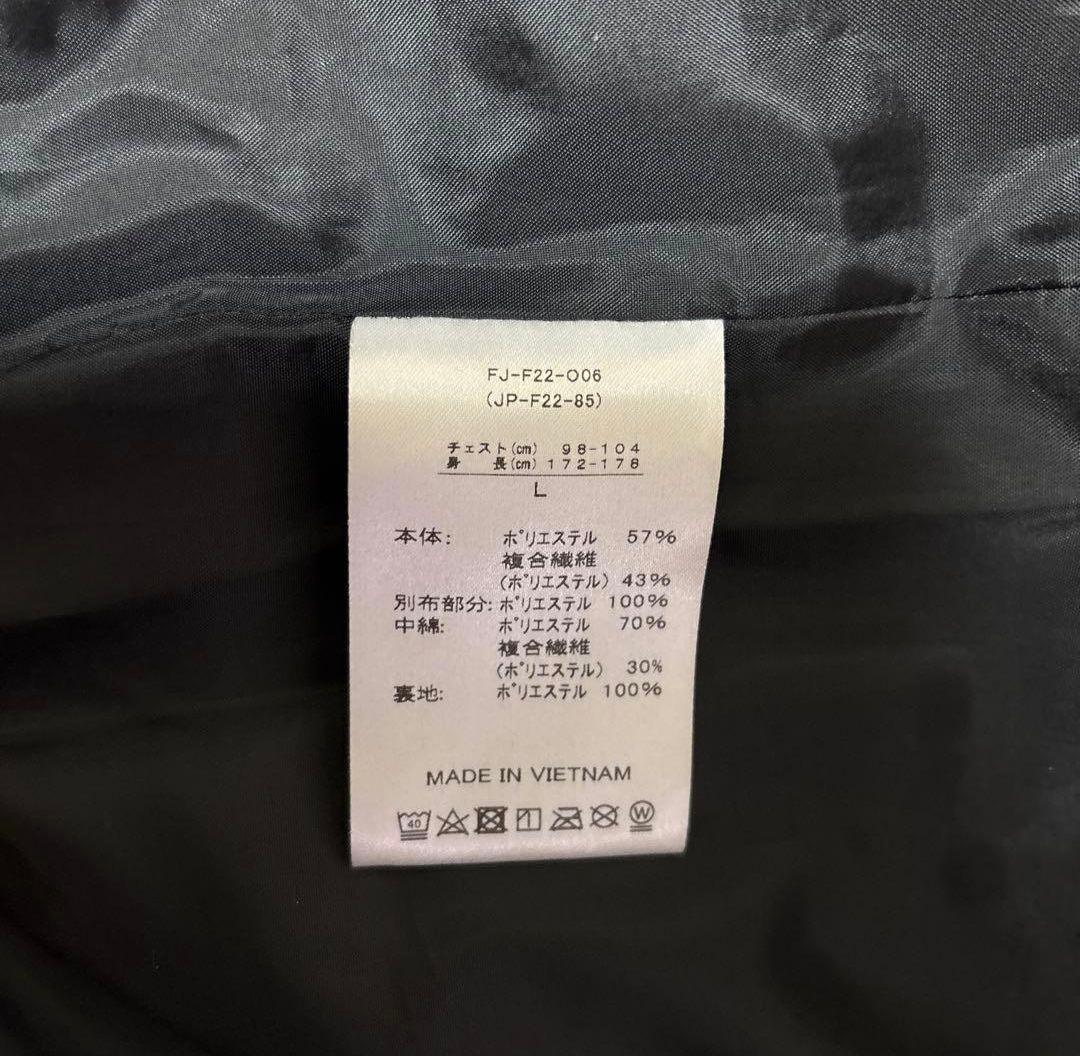 FJ-F22-O06
(JP-F22-85)
チェスト(cm) 98-104
身 長(cm) 172-178
L
本体: ポリエステル 57%
複合繊維
(ポリエステル) 43%
別布部分: ポリエステル 100%
中綿: ポリエステル 70%
複合繊維
(ポリエステル) 30%
裏地: ポリエステル 100%
MADE IN VIETNAM
40 W